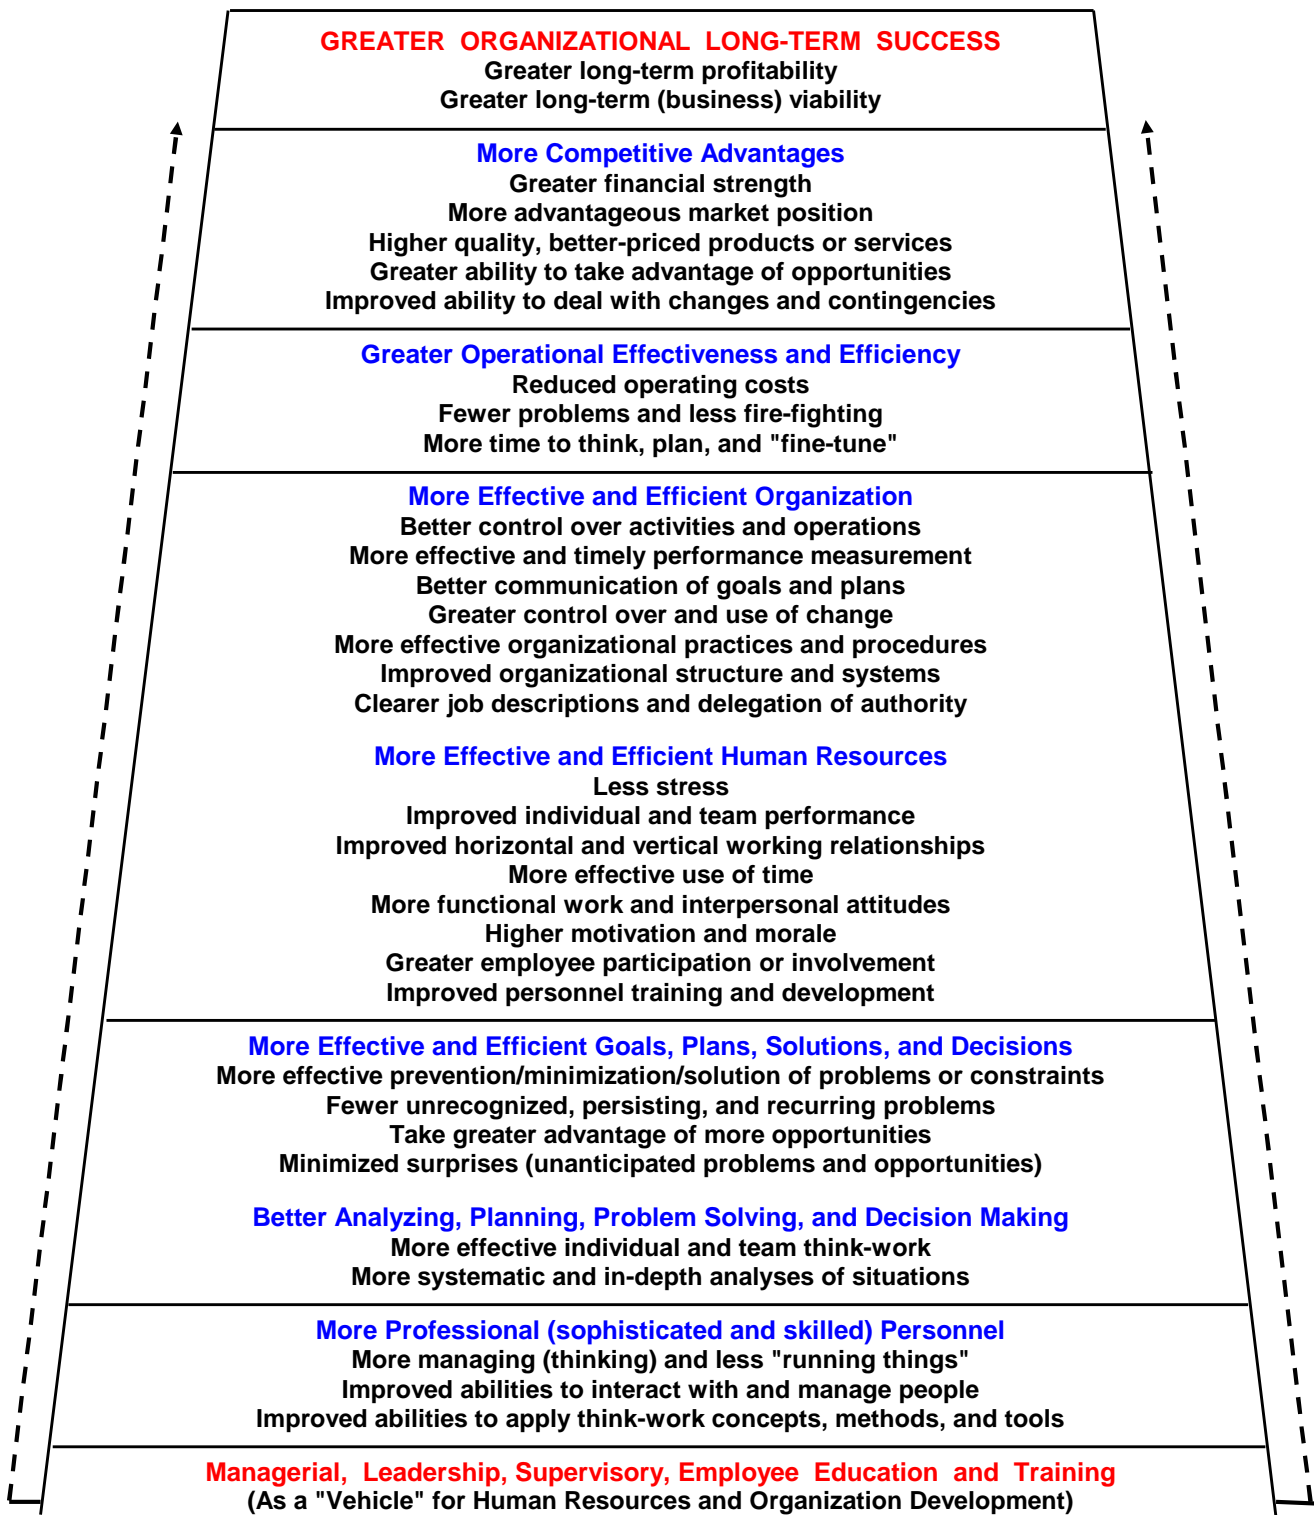 GREATER ORGANIZATIONAL LONG-TERM SUCCESS
Greater long-term profitability
Greater long-term (business) viability
More Competitive Advantages
Greater financial strength
More advantageous market position
Higher quality, better-priced products or services
Greater ability to take advantage of opportunities
Improved ability to deal with changes and contingencies
Greater Operational Effectiveness and Efficiency
Reduced operating costs
Fewer problems and less fire-fighting
More time to think, plan, and "fine-tune"
More Effective and Efficient Organization
Better control over activities and operations
More effective and timely performance measurement
Better communication of goals and plans
Greater control over and use of change
More effective organizational practices and procedures
Improved organizational structure and systems
Clearer job descriptions and delegation of authority
More Effective and Efficient Human Resources
Less stress
Improved individual and team performance
Improved horizontal and vertical working relationships
More effective use of time
More functional work and interpersonal attitudes
Higher motivation and morale
Greater employee participation or involvement
Improved personnel training and development
More Effective and Efficient Goals, Plans, Solutions, and Decisions
More effective prevention/minimization/solution of problems or constraints
Fewer unrecognized, persisting, and recurring problems
Take greater advantage of more opportunities
Minimized surprises (unanticipated problems and opportunities)
Better Analyzing, Planning, Problem Solving, and Decision Making
More effective individual and team think-work
More systematic and in-depth analyses of situations
More Professional (sophisticated and skilled) Personnel
More managing (thinking) and less "running things"
Improved abilities to interact with and manage people
Improved abilities to apply think-work concepts, methods, and tools
Managerial, Leadership, Supervisory, Employee Education and Training
(As a "Vehicle" for Human Resources and Organization Development)